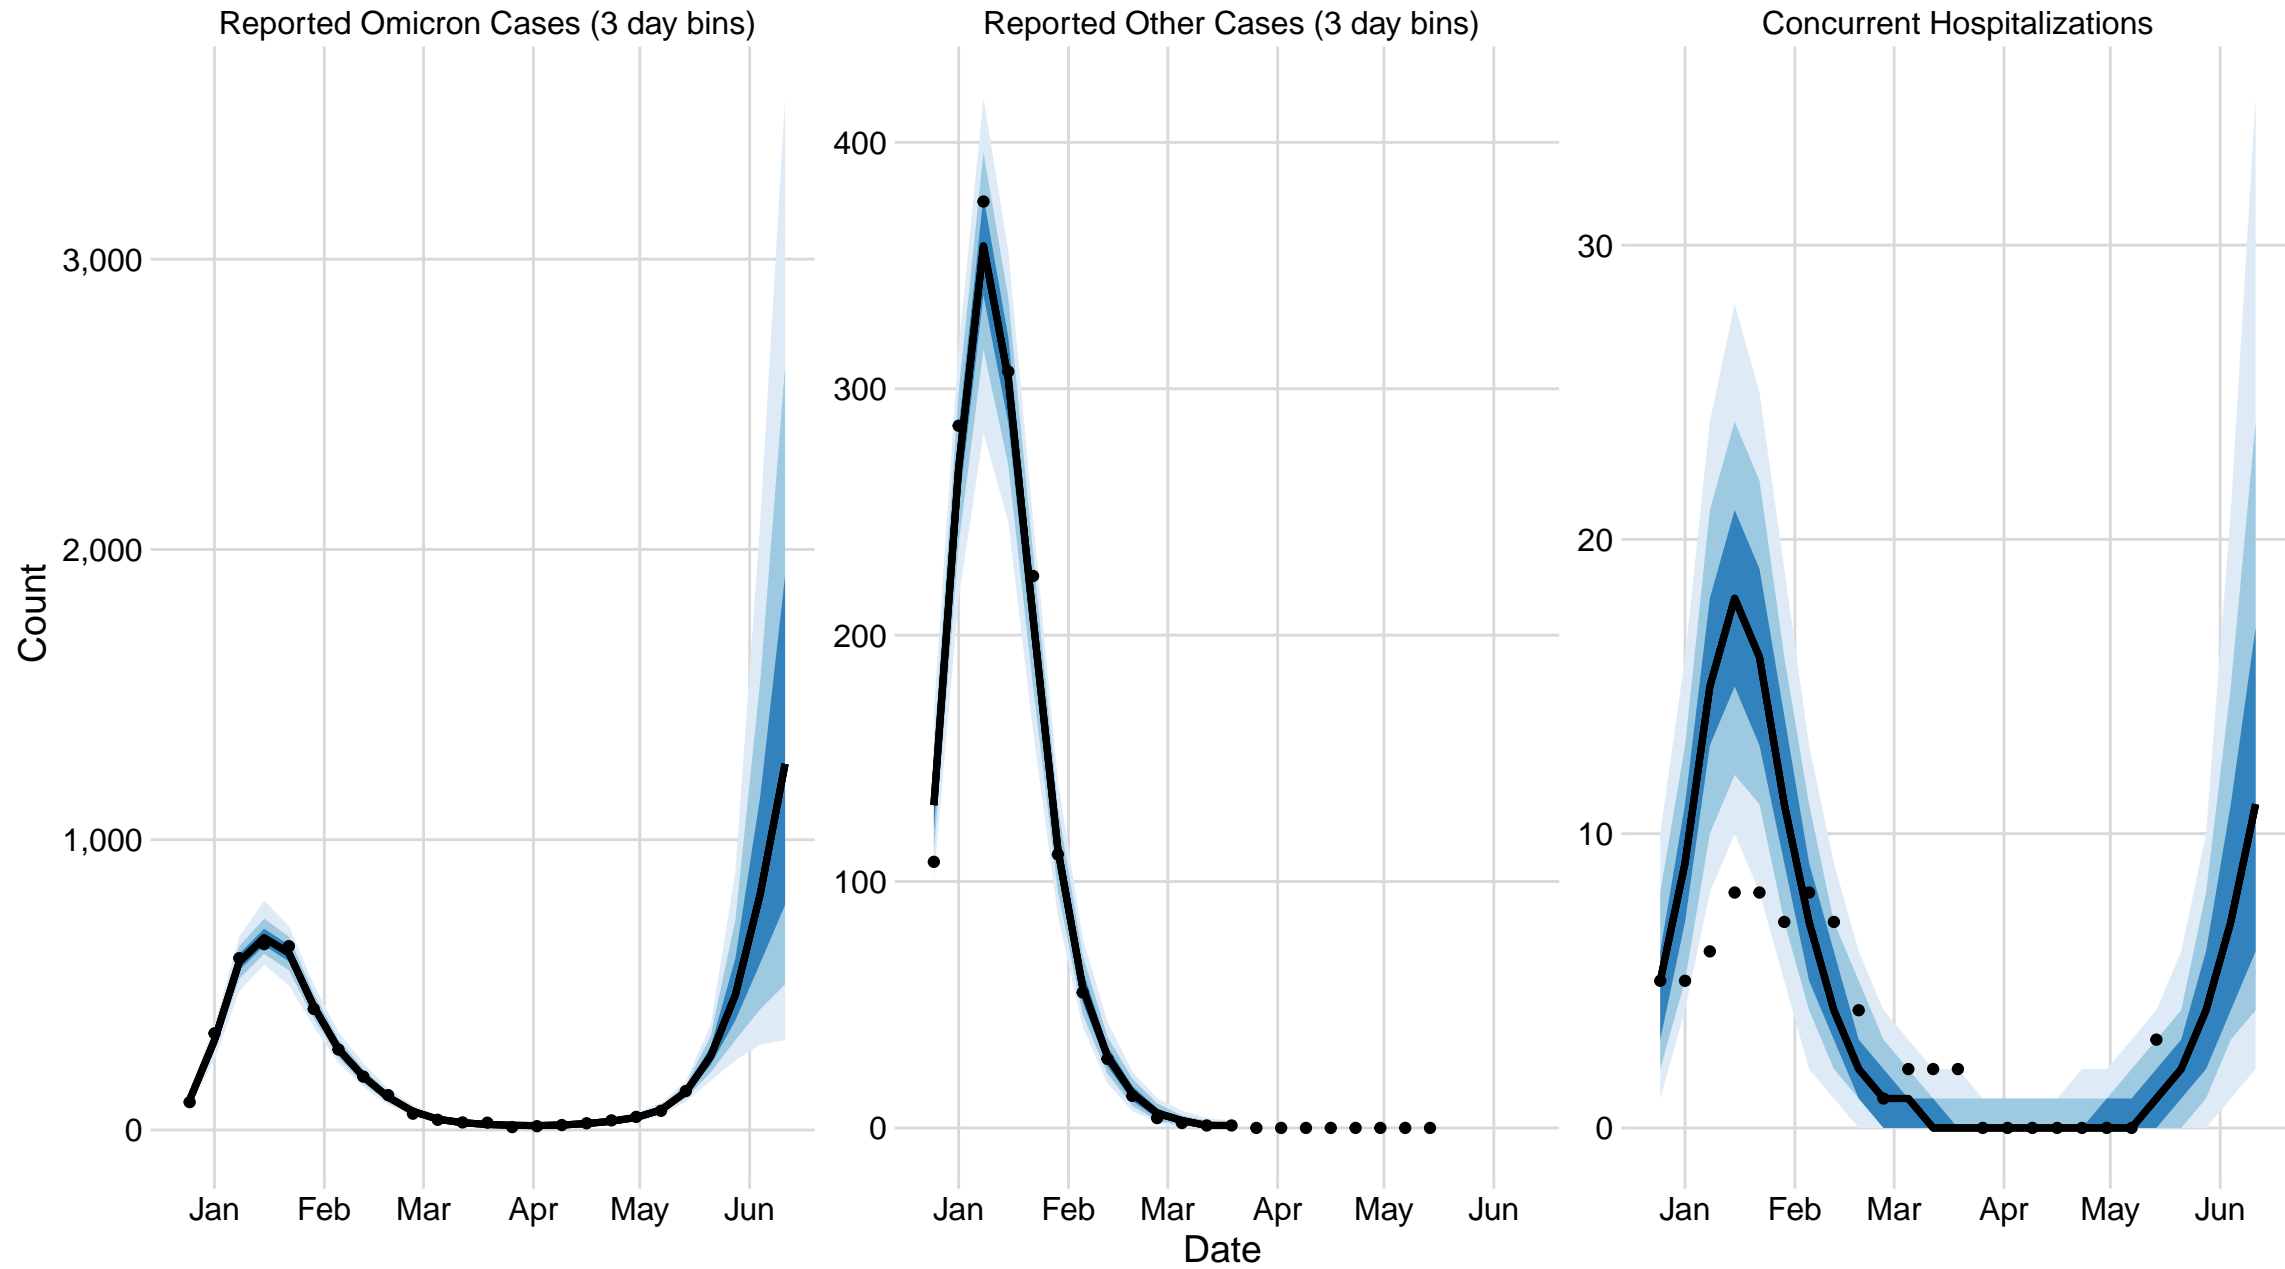 Reported Omicron Cases (3 day bins)
Reported Other Cases (3 day bins)
Concurrent Hospitalizations
Count
3,000
2,000
1,000
0
400
300
200
100
0
30
20
10
0
Jan Feb Mar Apr May Jun
Jan Feb Mar Apr May Jun
Jan Feb Mar Apr May Jun
Date